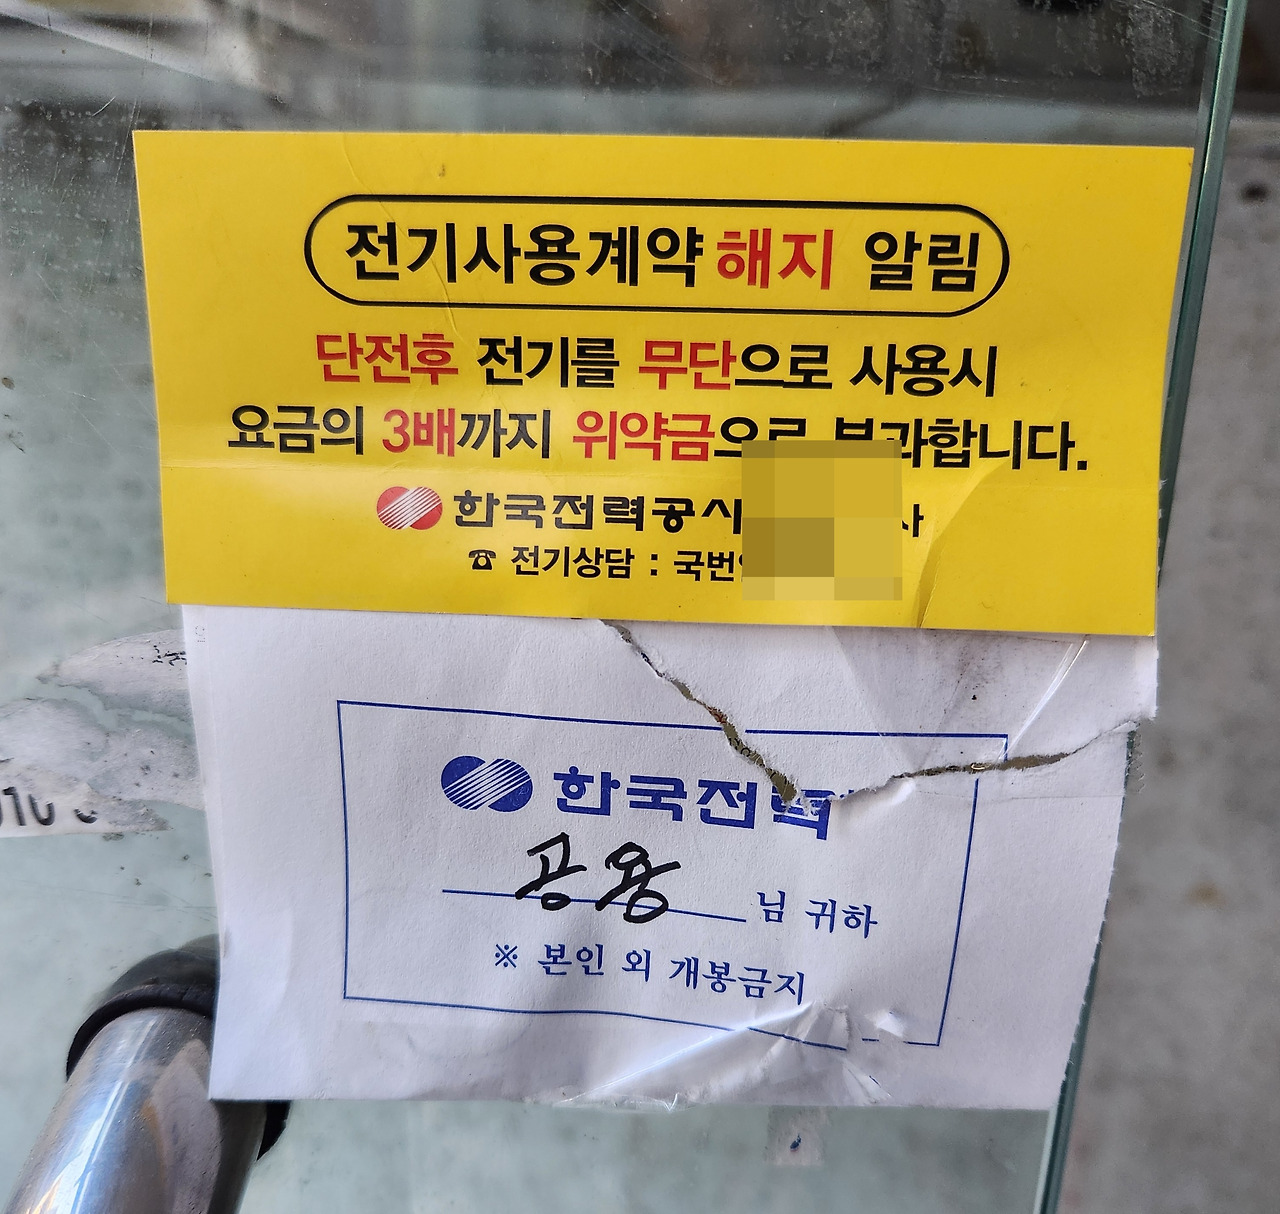 전기사용계약 해지 알림
단전후 전기를 무단으로 사용시
요금의 3배까지 위약금으로 부과합니다.
한국전력공사
☎ 전기상담 : 국번
한국전력
공용 님 귀하
※ 본인 외 개봉금지